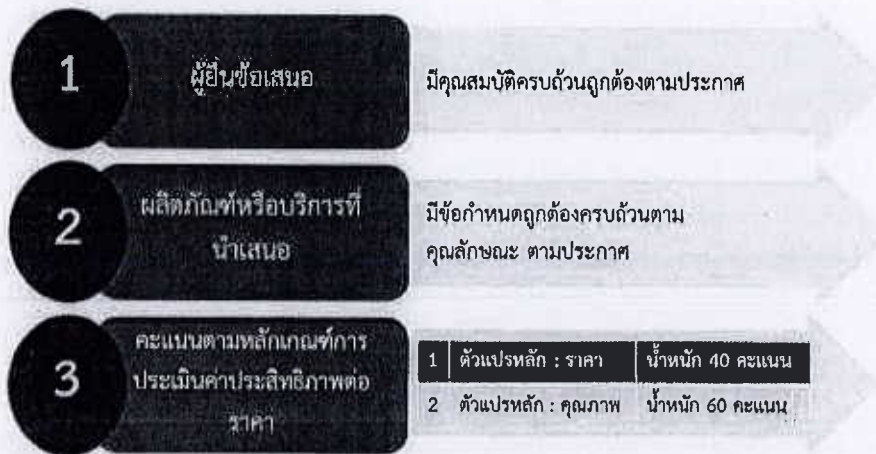 1
ผู้ยื่นข้อเสนอ
มีคุณสมบัติครบถ้วนถูกต้องตามประกาศ
2
ผลิตภัณฑ์หรือบริการที่
นำเสนอ
มีข้อกำหนดถูกต้องครบถ้วนตาม
คุณลักษณะ ตามประกาศ
3
คะแนนตามหลักเกณฑ์การ
ประเมินค่าประสิทธิภาพต่อ
ราคา
1 ตัวแปรหลัก : ราคา น้ำหนัก 40 คะแนน
2 ตัวแปรหลัก : คุณภาพ น้ำหนัก 60 คะแนน